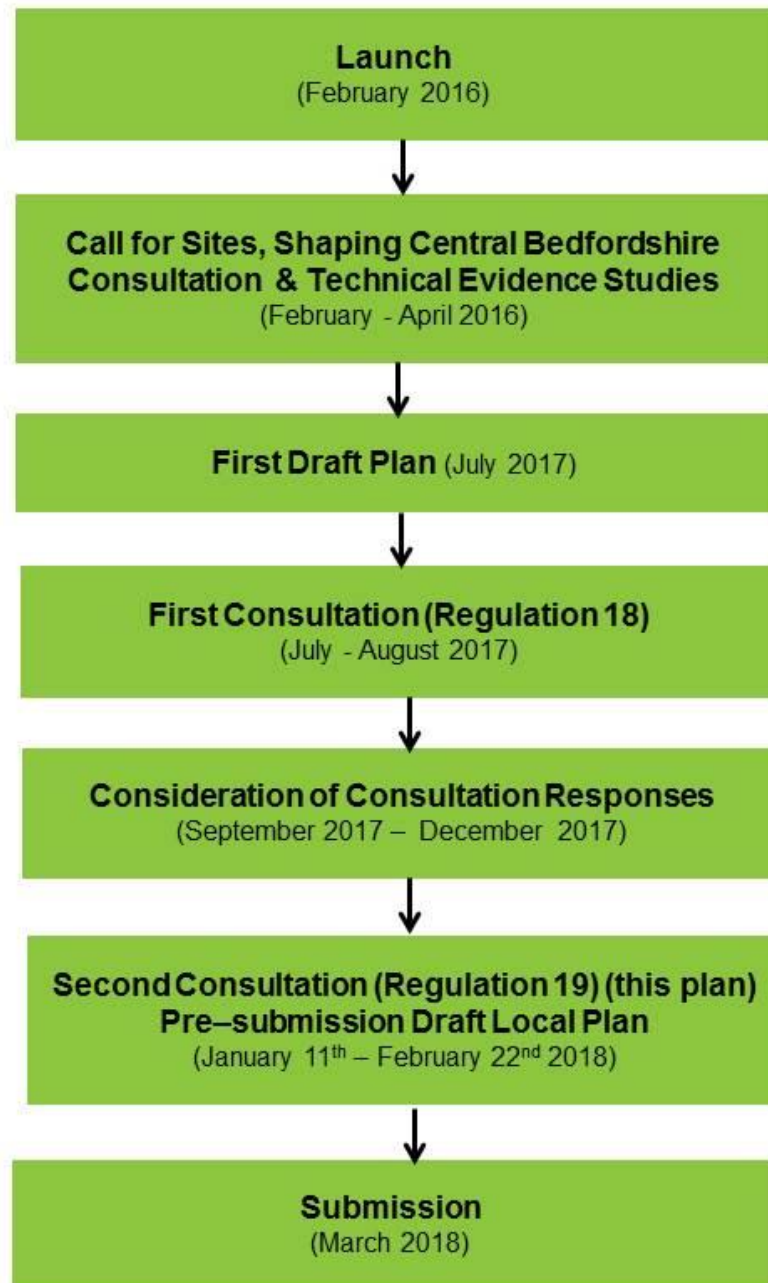 Launch
(February 2016)
Call for Sites, Shaping Central Bedfordshire
Consultation & Technical Evidence Studies
(February - April 2016)
First Draft Plan (July 2017)
First Consultation (Regulation 18)
(July - August 2017)
Consideration of Consultation Responses
(September 2017 – December 2017)
Second Consultation (Regulation 19) (this plan)
Pre–submission Draft Local Plan
(January 11th – February 22nd 2018)
Submission
(March 2018)